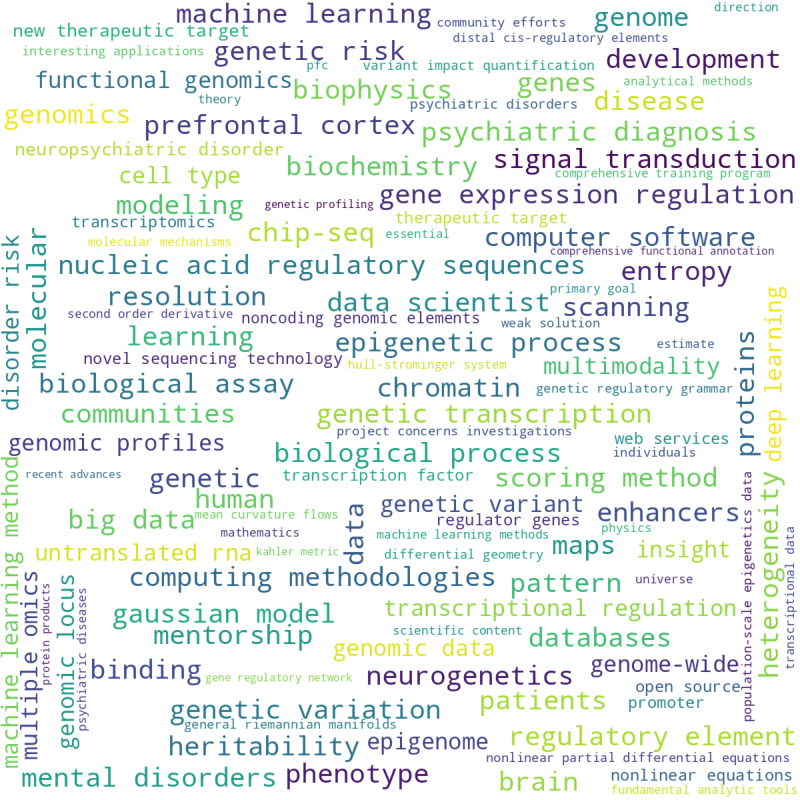 direction
machine learning
community efforts
genome
new therapeutic target
distal cis-regulatory elements
interesting applications
genetic risk
development
pfc
variant impact quantification
functional genomics
biophysics
genes
analytical methods
theory
psychiatric disorders
disease
genomics
prefrontal cortex
psychiatric diagnosis
neuropsychiatric disorder
biochemistry
signal transduction
cell type
comprehensive training program
modeling
genetic profiling
gene expression regulation
transcriptomics
therapeutic target
molecular mechanisms
chip-seq
essential
computer software
comprehensive functional annotation
nucleic acid regulatory sequences
entropy
disorder risk
molecular
resolution
data scientist
primary goal
scanning
second order derivative
noncoding genomic elements
weak solution
learning
epigenetic process
estimate
novel sequencing technology
hull-strominger system
multimodality
proteins
deep learning
biological assay
chromatin
genetic regulatory grammar
communities
genetic transcription
genomic profiles
project concerns investigations
web services
biological process
individuals
recent advances
genetic
transcription factor
scoring method
human
genetic variant
enhancers
big data
mean curvature flows
data
regulator genes
physics
mathematics
machine learning methods
maps
insight
untranslated rna
kahler metric
differential geometry
heterogeneity
population-scale epigenetics data
transcriptional data
computing methodologies
pattern
universe
machine learning method
multiple omics
protein products
genomic locus
psychiatric diseases
gaussian model
transcriptional regulation
mentorship
scientific content
databases
genomic data
binding
gene regulatory network
neurogenetics
genome-wide
open source
genetic variation
patients
promoter
general riemannian manifolds
heritability
epigenome
regulatory element
nonlinear partial differential equations
mental disorders
phenotype
brain
nonlinear equations
fundamental analytic tools